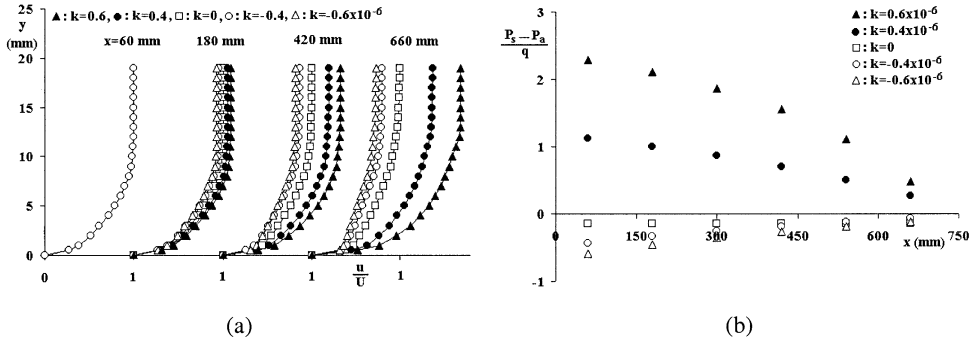 y
(mm)
▲: k=0.6, ●: k=0.4, □: k=0, ○: k=-0.4, △: k=-0.6x10⁻⁶
x=60 mm 180 mm 420 mm 660 mm
20
15
10
5
0
0 1 1 1 u/U 1
(a)
Ps – Pa / q
▲: k=0.6x10⁻⁶
●: k=0.4x10⁻⁶
□: k=0
○: k=-0.4x10⁻⁶
△: k=-0.6x10⁻⁶
3
2
1
0
-1
0 150 300 450 600 750
x (mm)
(b)